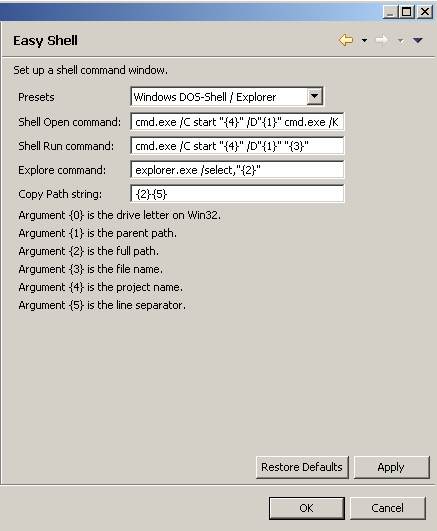 Easy Shell
Set up a shell command window.
Presets Windows DOS-Shell / Explorer
Shell Open command: cmd.exe /C start "{4}" /D"{1}" cmd.exe /K
Shell Run command: cmd.exe /C start "{4}" /D"{1}" "{3}"
Explore command: explorer.exe /select,"{2}"
Copy Path string: {2}{5}
Argument {0} is the drive letter on Win32.
Argument {1} is the parent path.
Argument {2} is the full path.
Argument {3} is the file name.
Argument {4} is the project name.
Argument {5} is the line separator.
Restore Defaults Apply
OK Cancel